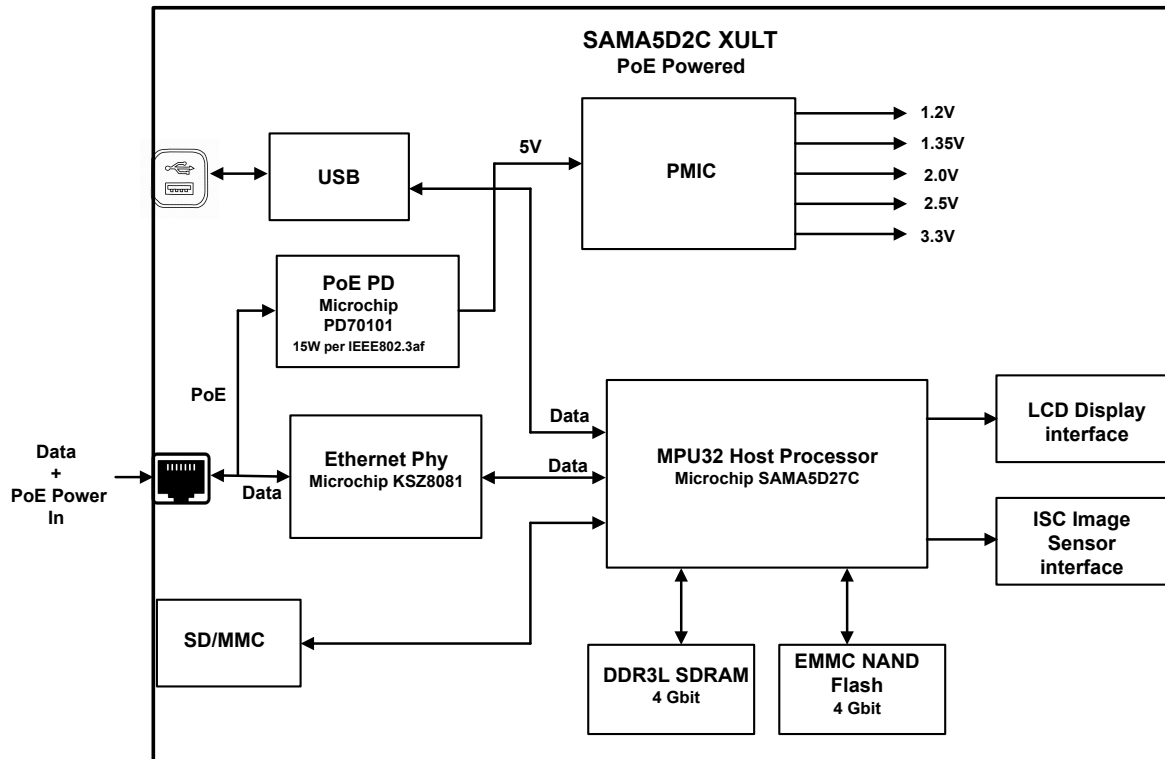 SAMA5D2C XULT
PoE Powered
USB
5V
PMIC
1.2V
1.35V
2.0V
2.5V
3.3V
PoE PD
Microchip
PD70101
15W per IEEE802.3af
PoE
Data
+
PoE Power
In
Data
Ethernet Phy
Microchip KSZ8081
Data
Data
MPU32 Host Processor
Microchip SAMA5D27C
LCD Display
interface
ISC Image
Sensor
interface
SD/MMC
DDR3L SDRAM
4 Gbit
EMMC NAND
Flash
4 Gbit